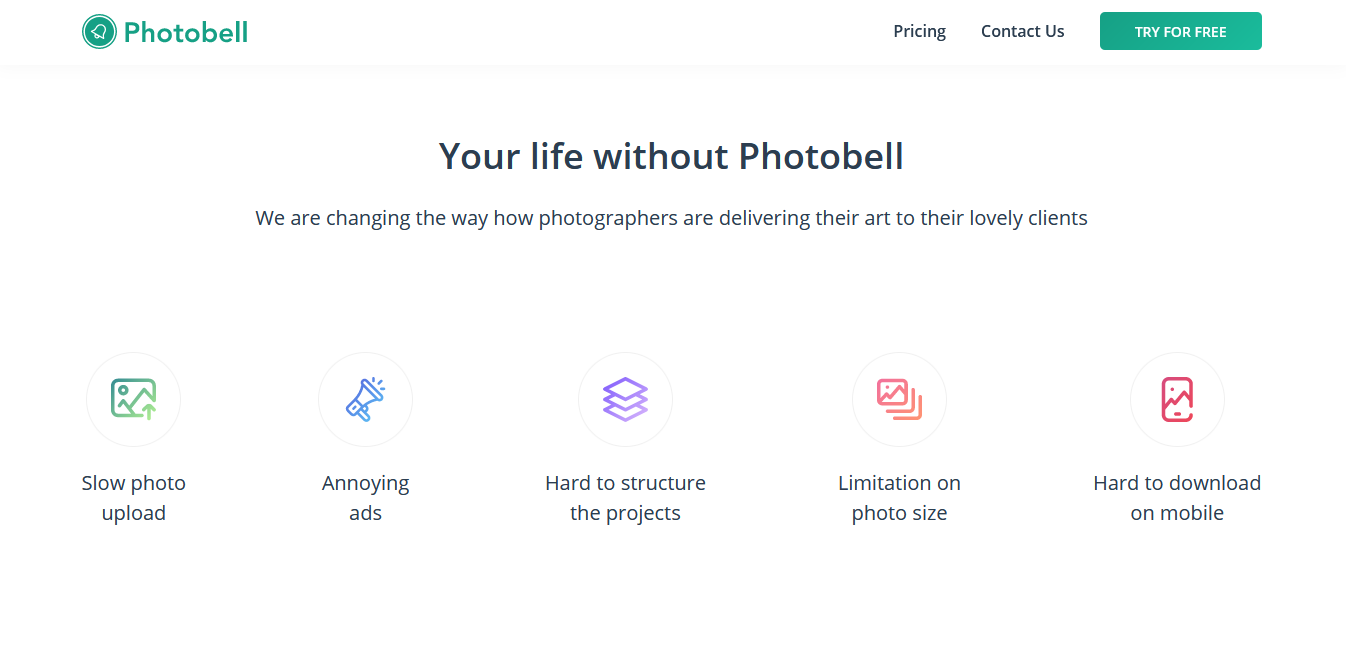 Photobell
Pricing
Contact Us
TRY FOR FREE
Your life without Photobell
We are changing the way how photographers are delivering their art to their lovely clients
Slow photo
upload
Annoying
ads
Hard to structure
the projects
Limitation on
photo size
Hard to download
on mobile